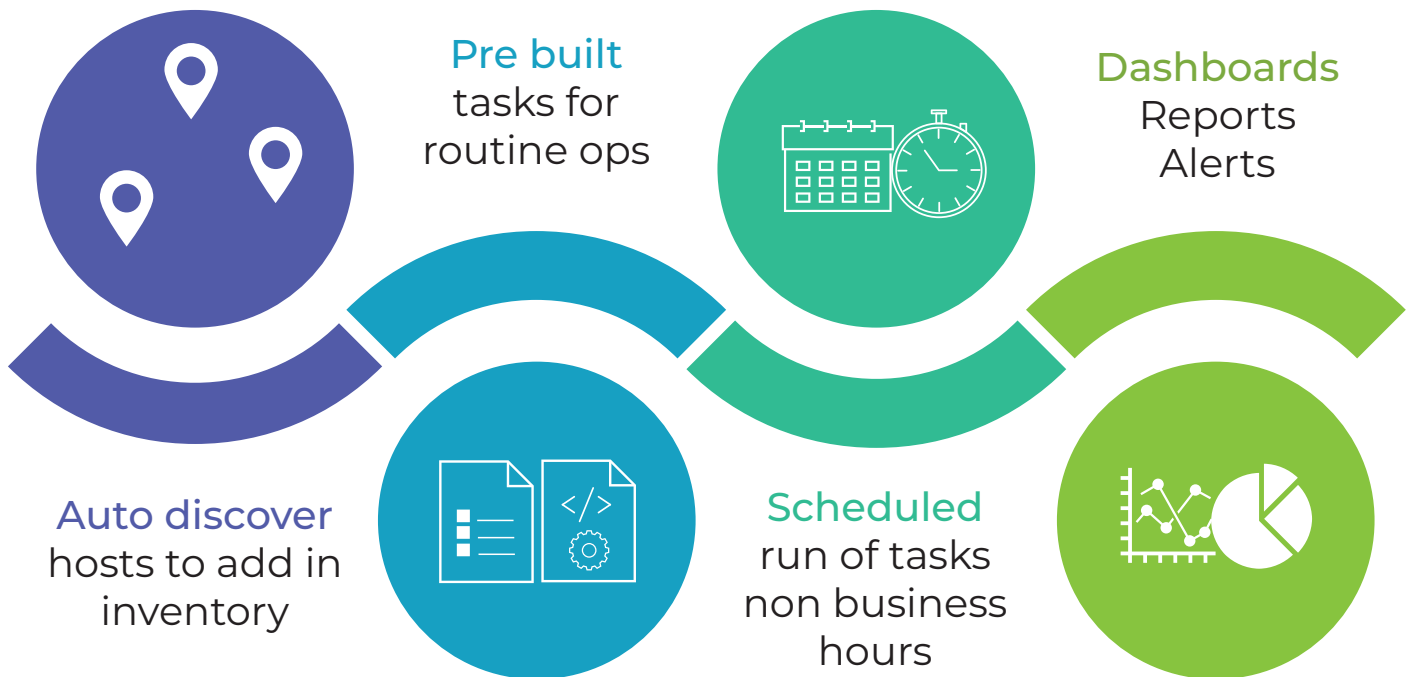 Auto discover
hosts to add in
inventory
Pre built
tasks for
routine ops
Scheduled
run of tasks
non business
hours
Dashboards
Reports
Alerts